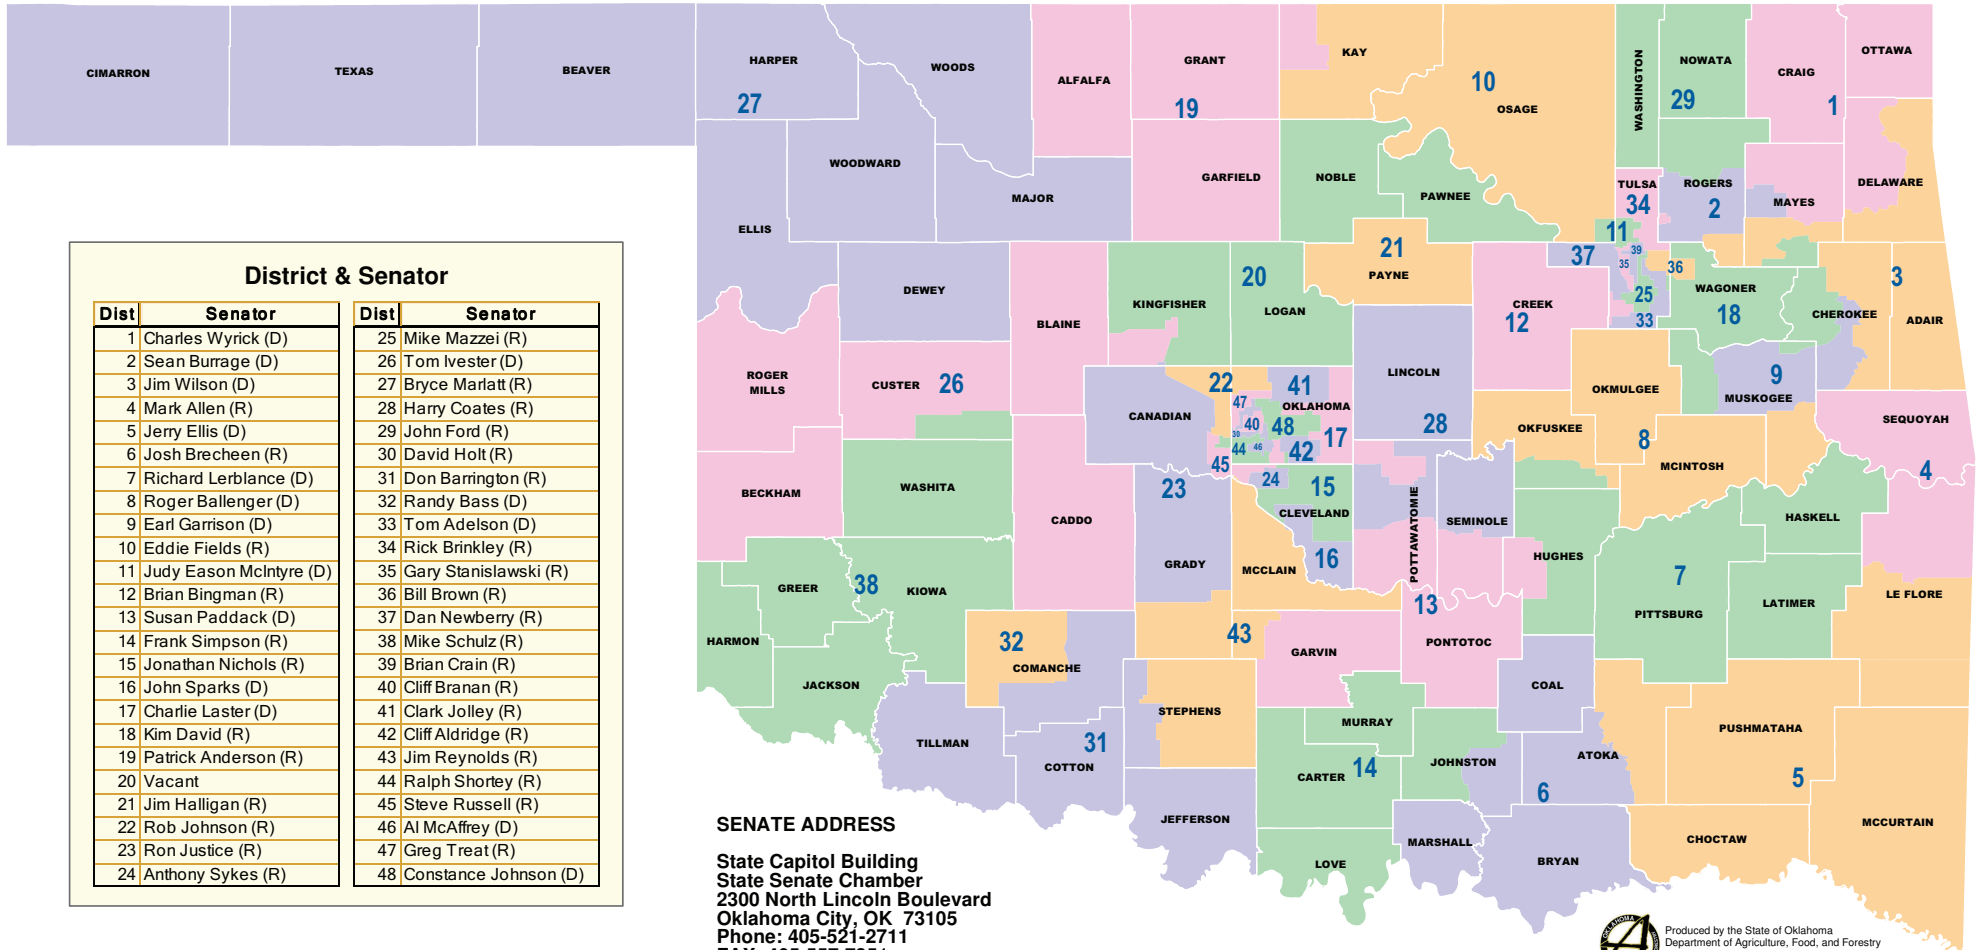 CIMARRON
TEXAS
BEAVER
HARPER
27
WOODS
ALFALFA
GRANT
19
KAY
10
OSAGE
WASHINGTON
NOWATA
29
CRAIG
1
OTTAWA
WOODWARD
ELLIS
MAJOR
GARFIELD
NOBLE
PAWNEE
TULSA
34
ROGERS
2
MAYES
DELAWARE
11
37
39
35
36
25
33
21
PAYNE
20
LOGAN
KINGFISHER
DEWEY
BLAINE
CREEK
12
WAGONER
18
CHEROKEE
3
ADAIR
ROGER
MILLS
CUSTER
26
CANADIAN
22
41
OKLAHOMA
47
40
48
30
44
46
42
17
45
LINCOLN
28
OKMULGEE
9
MUSKOGEE
SEQUOYAH
4
OKFUSKEE
8
MCINTOSH
BECKHAM
WASHITA
CADDO
23
GRADY
24
15
CLEVELAND
16
MCCLAIN
POTTAWATOMIE
SEMINOLE
HUGHES
HASKELL
7
PITTSBURG
LATIMER
LE FLORE
GREER
38
KIOWA
HARMON
JACKSON
32
COMANCHE
43
GARVIN
13
PONTOTOC
COAL
STEPHENS
MURRAY
PUSHMATAHA
5
TILLMAN
31
COTTON
CARTER
14
JOHNSTON
ATOKA
6
JEFFERSON
LOVE
MARSHALL
BRYAN
CHOCTAW
MCCURTAIN
District & Senator
Dist Senator
1 Charles Wyrick (D)
2 Sean Burrage (D)
3 Jim Wilson (D)
4 Mark Allen (R)
5 Jerry Ellis (D)
6 Josh Brecheen (R)
7 Richard Lerblance (D)
8 Roger Ballenger (D)
9 Earl Garrison (D)
10 Eddie Fields (R)
11 Judy Eason McIntyre (D)
12 Brian Bingman (R)
13 Susan Paddack (D)
14 Frank Simpson (R)
15 Jonathan Nichols (R)
16 John Sparks (D)
17 Charlie Laster (D)
18 Kim David (R)
19 Patrick Anderson (R)
20 Vacant
21 Jim Halligan (R)
22 Rob Johnson (R)
23 Ron Justice (R)
24 Anthony Sykes (R)
Dist Senator
25 Mike Mazzei (R)
26 Tom Ivester (D)
27 Bryce Marlatt (R)
28 Harry Coates (R)
29 John Ford (R)
30 David Holt (R)
31 Don Barrington (R)
32 Randy Bass (D)
33 Tom Adelson (D)
34 Rick Brinkley (R)
35 Gary Stanislawski (R)
36 Bill Brown (R)
37 Dan Newberry (R)
38 Mike Schulz (R)
39 Brian Crain (R)
40 Cliff Branan (R)
41 Clark Jolley (R)
42 Cliff Aldridge (R)
43 Jim Reynolds (R)
44 Ralph Shortey (R)
45 Steve Russell (R)
46 Al McAffrey (D)
47 Greg Treat (R)
48 Constance Johnson (D)
SENATE ADDRESS
State Capitol Building
State Senate Chamber
2300 North Lincoln Boulevard
Oklahoma City, OK 73105
Phone: 405-521-2711
OKLAHOMA
Produced by the State of Oklahoma
Department of Agriculture, Food, and Forestry